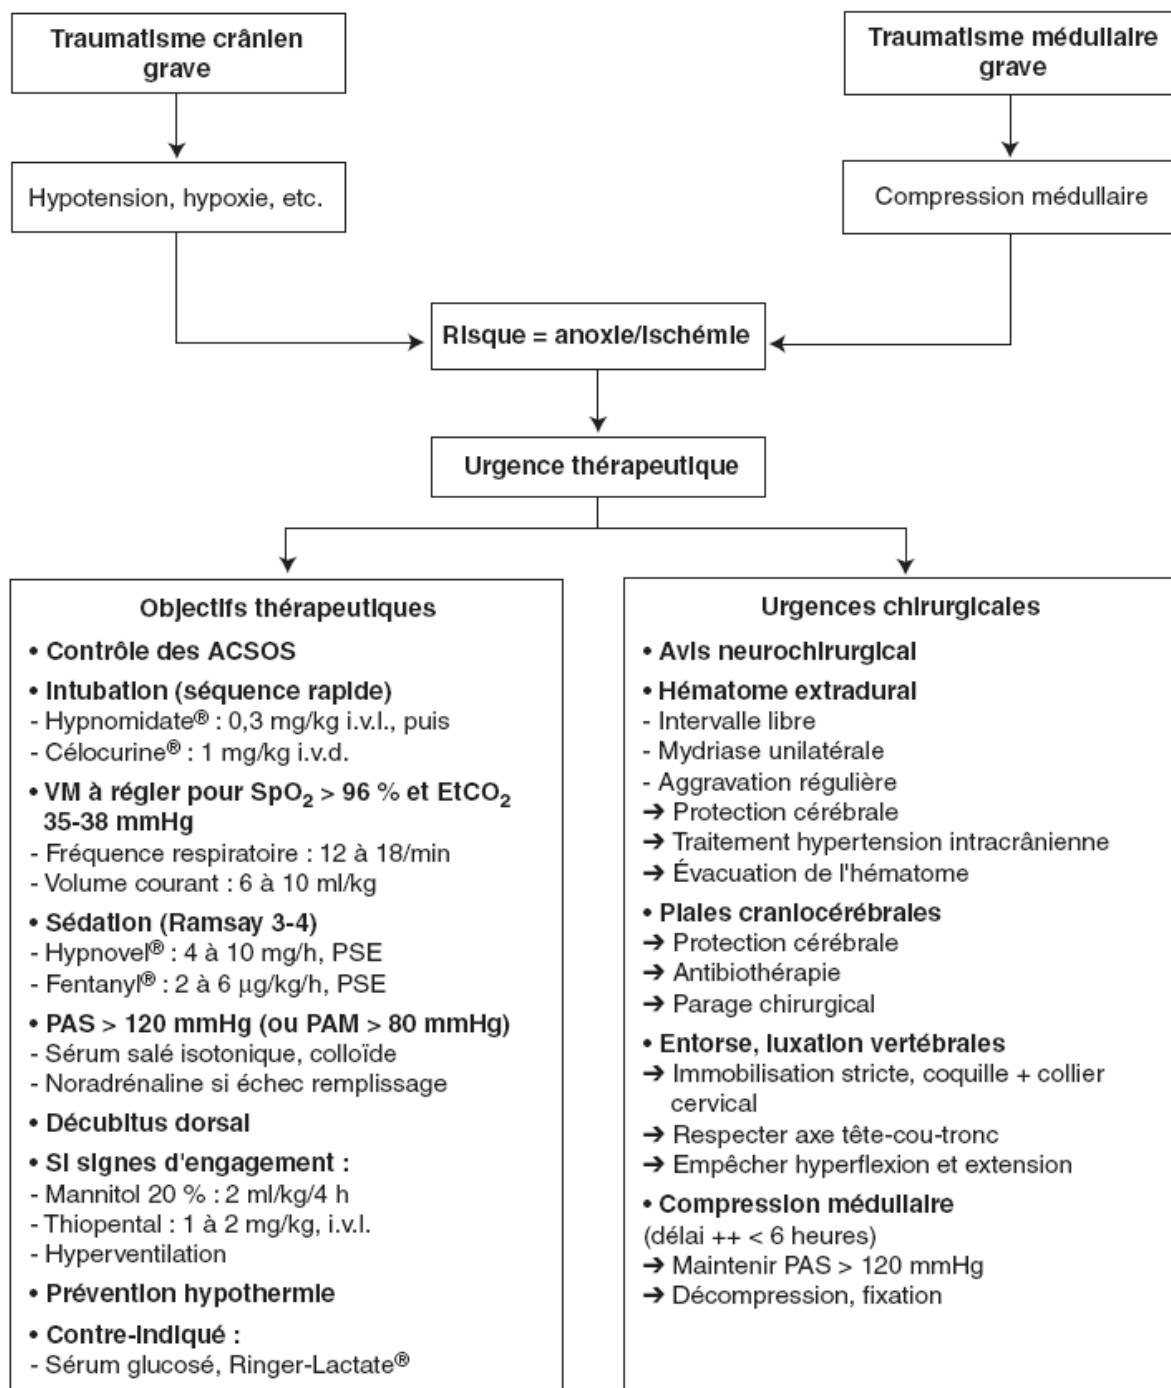 Traumatisme crânien
grave
Traumatisme médullaire
grave
Hypotension, hypoxie, etc.
Compression médullaire
Risque = anoxie/ischémie
Urgence thérapeutique
Objectifs thérapeutiques
• Contrôle des ACSOS
• Intubation (séquence rapide)
- Hypnomidate® : 0,3 mg/kg i.v.l., puis
- Célocurine® : 1 mg/kg i.v.d.
• VM à régler pour SpO₂ > 96 % et EtCO₂
35-38 mmHg
- Fréquence respiratoire : 12 à 18/min
- Volume courant : 6 à 10 ml/kg
• Sédation (Ramsay 3-4)
- Hypnovel® : 4 à 10 mg/h, PSE
- Fentanyl® : 2 à 6 µg/kg/h, PSE
• PAS > 120 mmHg (ou PAM > 80 mmHg)
- Sérum salé isotonique, colloïde
- Noradrénaline si échec remplissage
• Décubitus dorsal
• Si signes d'engagement :
- Mannitol 20 % : 2 ml/kg/4 h
- Thiopental : 1 à 2 mg/kg, i.v.l.
- Hyperventilation
• Prévention hypothermie
• Contre-indiqué :
- Sérum glucosé, Ringer-Lactate®
Urgences chirurgicales
• Avis neurochirurgical
• Hématome extradural
- Intervalle libre
- Mydriase unilatérale
- Aggravation régulière
➔ Protection cérébrale
➔ Traitement hypertension intracrânienne
➔ Évacuation de l'hématome
• Plaies craniocérébrales
➔ Protection cérébrale
➔ Antibiothérapie
➔ Parage chirurgical
• Entorse, luxation vertébrales
➔ Immobilisation stricte, coquille + collier
cervical
➔ Respecter axe tête-cou-tronc
➔ Empêcher hyperflexion et extension
• Compression médullaire
(délai ++ < 6 heures)
➔ Maintenir PAS > 120 mmHg
➔ Décompression, fixation